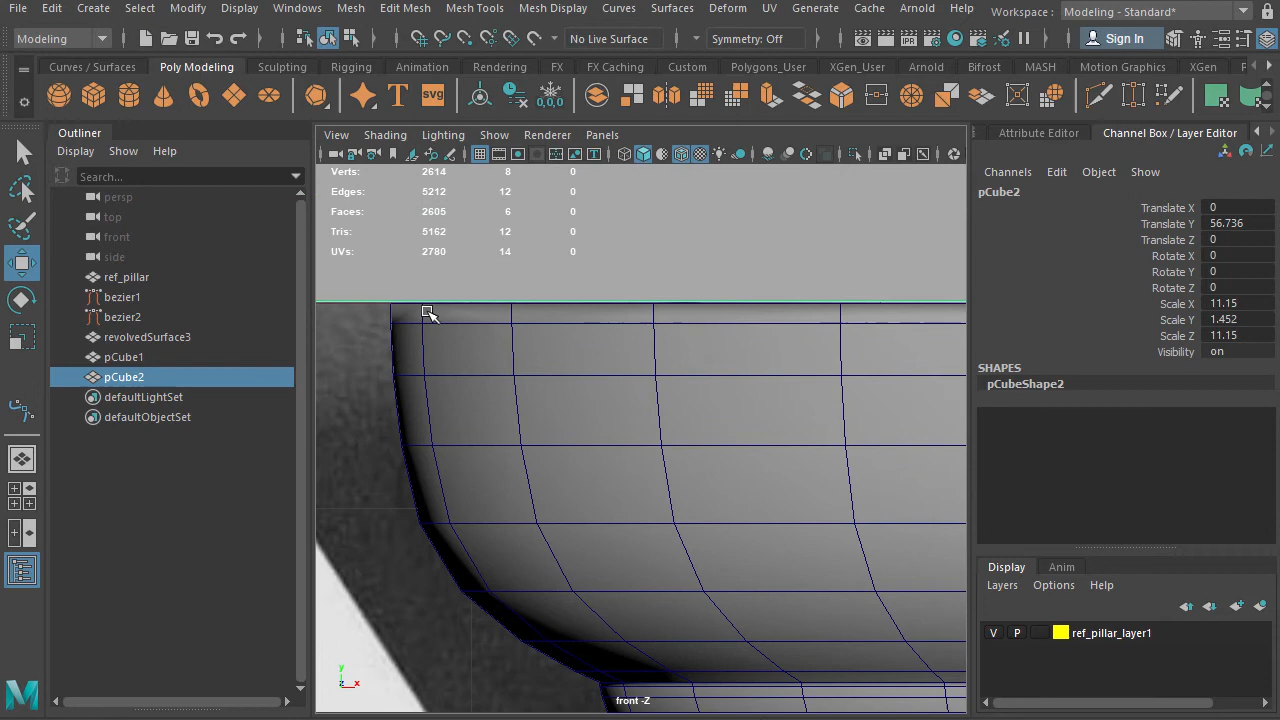 File Edit Create Select Modify Display Windows Mesh Edit Mesh Mesh Tools Mesh Display Curves Surfaces Deform UV Generate Cache Arnold Help Workspace : Modeling - Standard*
Modeling No Live Surface Symmetry: Off IPR Sign In
Curves / Surfaces Poly Modeling Sculpting Rigging Animation Rendering FX FX Caching Custom Polygons_User XGen_User Arnold Bifrost MASH Motion Graphics XGen
T svg 0,0,0
Outliner
Display Show Help
Search...
persp
top
front
side
ref_pillar
bezier1
bezier2
revolvedSurface3
pCube1
pCube2
defaultLightSet
defaultObjectSet
View Shading Lighting Show Renderer Panels
Verts: 2614 8 0
Edges: 5212 12 0
Faces: 2605 6 0
Tris: 5162 12 0
UVs: 2780 14 0
y
z x
front -Z
Attribute Editor Channel Box / Layer Editor
Channels Edit Object Show
pCube2
Translate X 0
Translate Y 56.736
Translate Z 0
Rotate X 0
Rotate Y 0
Rotate Z 0
Scale X 11.15
Scale Y 1.452
Scale Z 11.15
Visibility on
SHAPES
pCubeShape2
Display Anim
Layers Options Help
V P ref_pillar_layer1
M